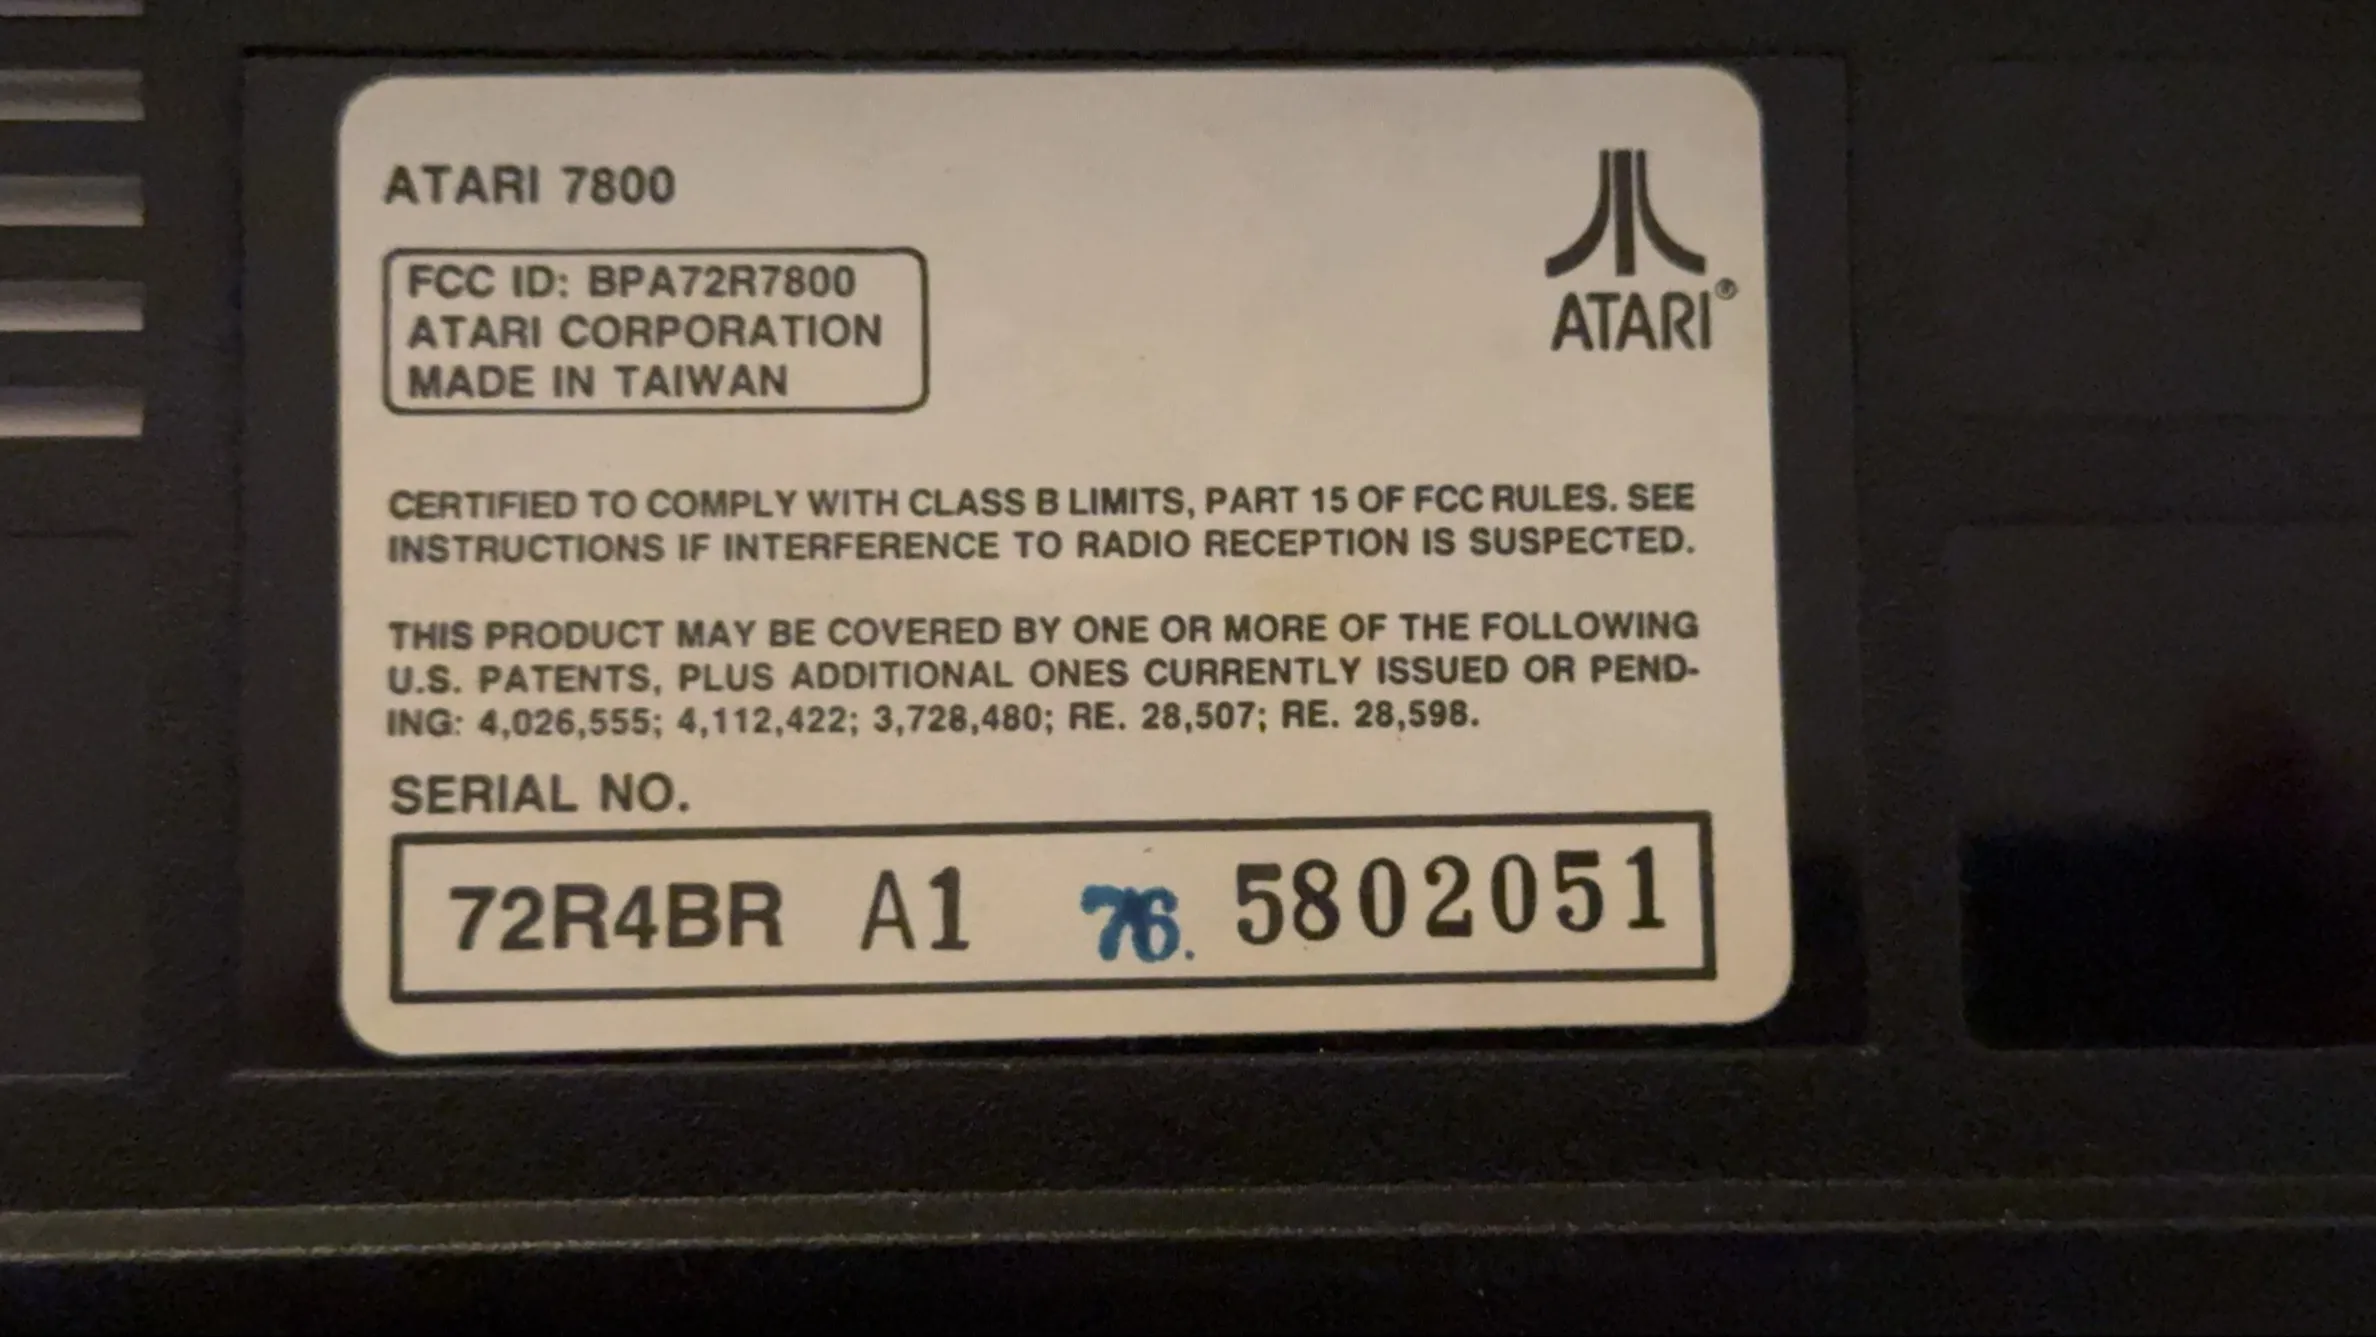 ATARI 7800
ATARI®
FCC ID: BPA72R7800
ATARI CORPORATION
MADE IN TAIWAN
CERTIFIED TO COMPLY WITH CLASS B LIMITS, PART 15 OF FCC RULES. SEE
INSTRUCTIONS IF INTERFERENCE TO RADIO RECEPTION IS SUSPECTED.
THIS PRODUCT MAY BE COVERED BY ONE OR MORE OF THE FOLLOWING
U.S. PATENTS, PLUS ADDITIONAL ONES CURRENTLY ISSUED OR PEND-
ING: 4,026,555; 4,112,422; 3,728,480; RE. 28,507; RE. 28,598.
SERIAL NO.
72R4BR A1 76. 5802051